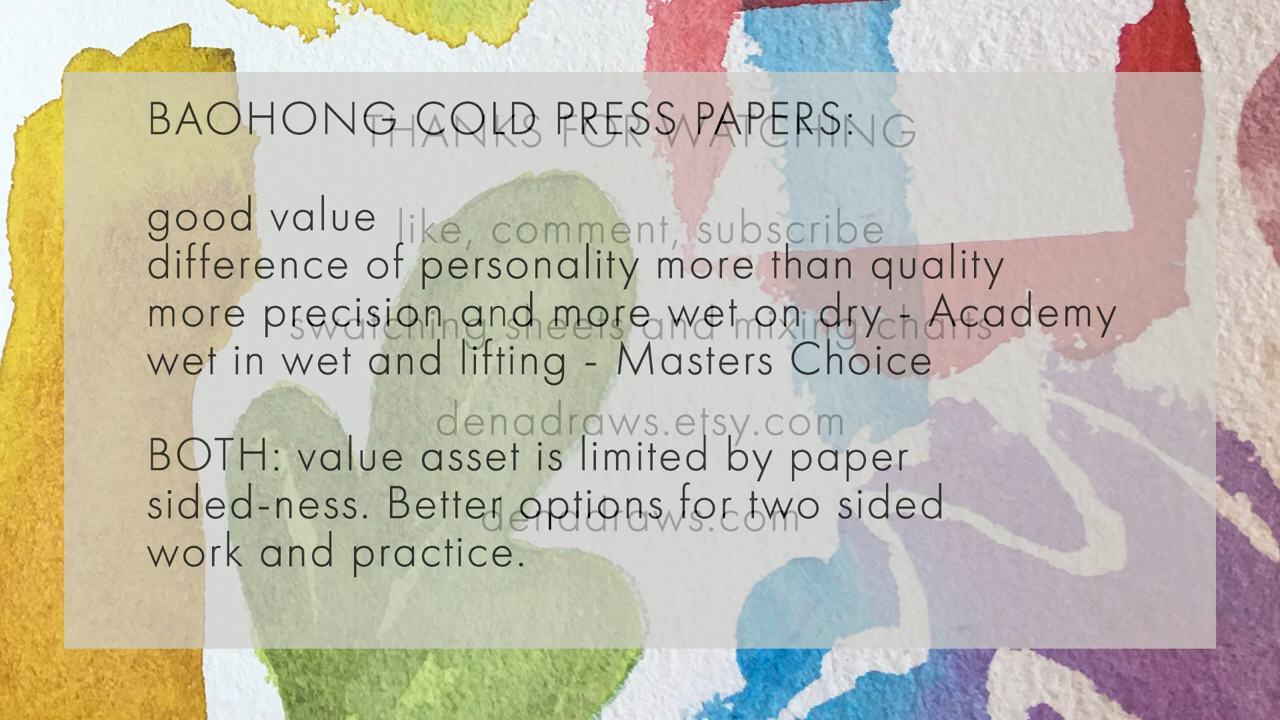 BAOHONG COLD PRESS PAPERS:
THANKS FOR WATCHING
good value
like, comment, subscribe
difference of personality more than quality
more precision and more wet on dry - Academy
swatching sheets and mixing charts
wet in wet and lifting - Masters Choice
denadraws.etsy.com
BOTH: value asset is limited by paper
sided-ness. Better options for two sided
denadraws.com
work and practice.